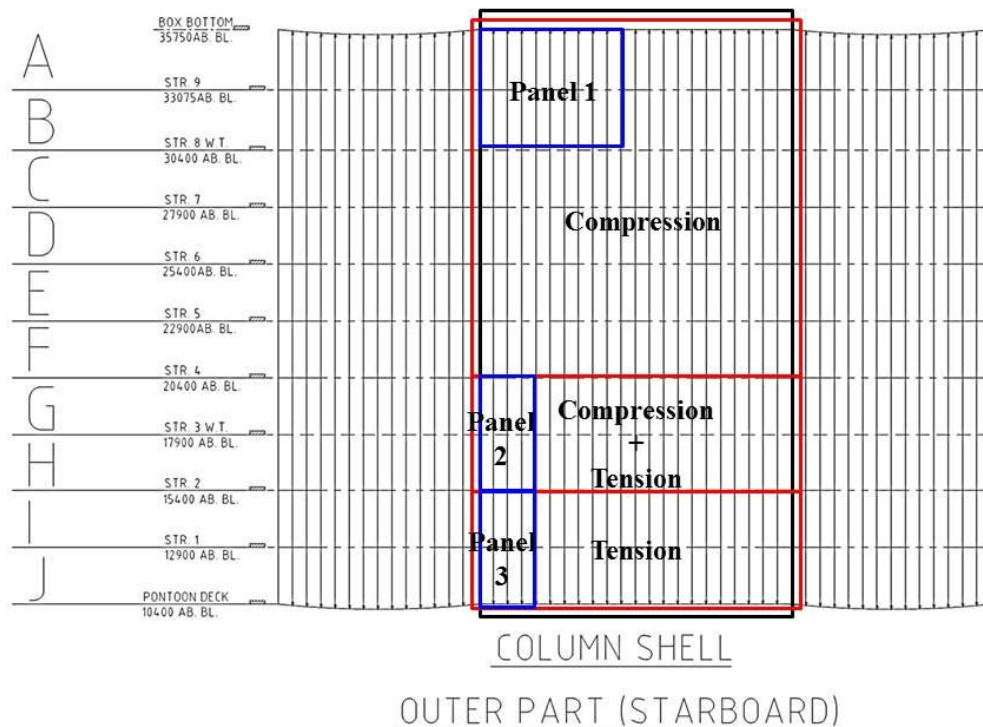 BOX BOTTOM
35750AB. BL.
A
STR. 9
33075AB. BL.
Panel 1
B
STR. 8 W.T.
30400 AB. BL.
C
STR. 7
27900 AB. BL.
Compression
D
STR. 6
25400AB. BL.
E
STR. 5
22900AB. BL.
F
STR. 4
20400 AB. BL.
G
Compression
Panel
STR. 3 W.T.
+
17900 AB. BL.
2
H
Tension
STR. 2
15400 AB. BL.
I
Panel
Tension
STR. 1
12900 AB. BL.
3
J
PONTOON DECK
10400 AB. BL.
COLUMN SHELL
OUTER PART (STARBOARD)